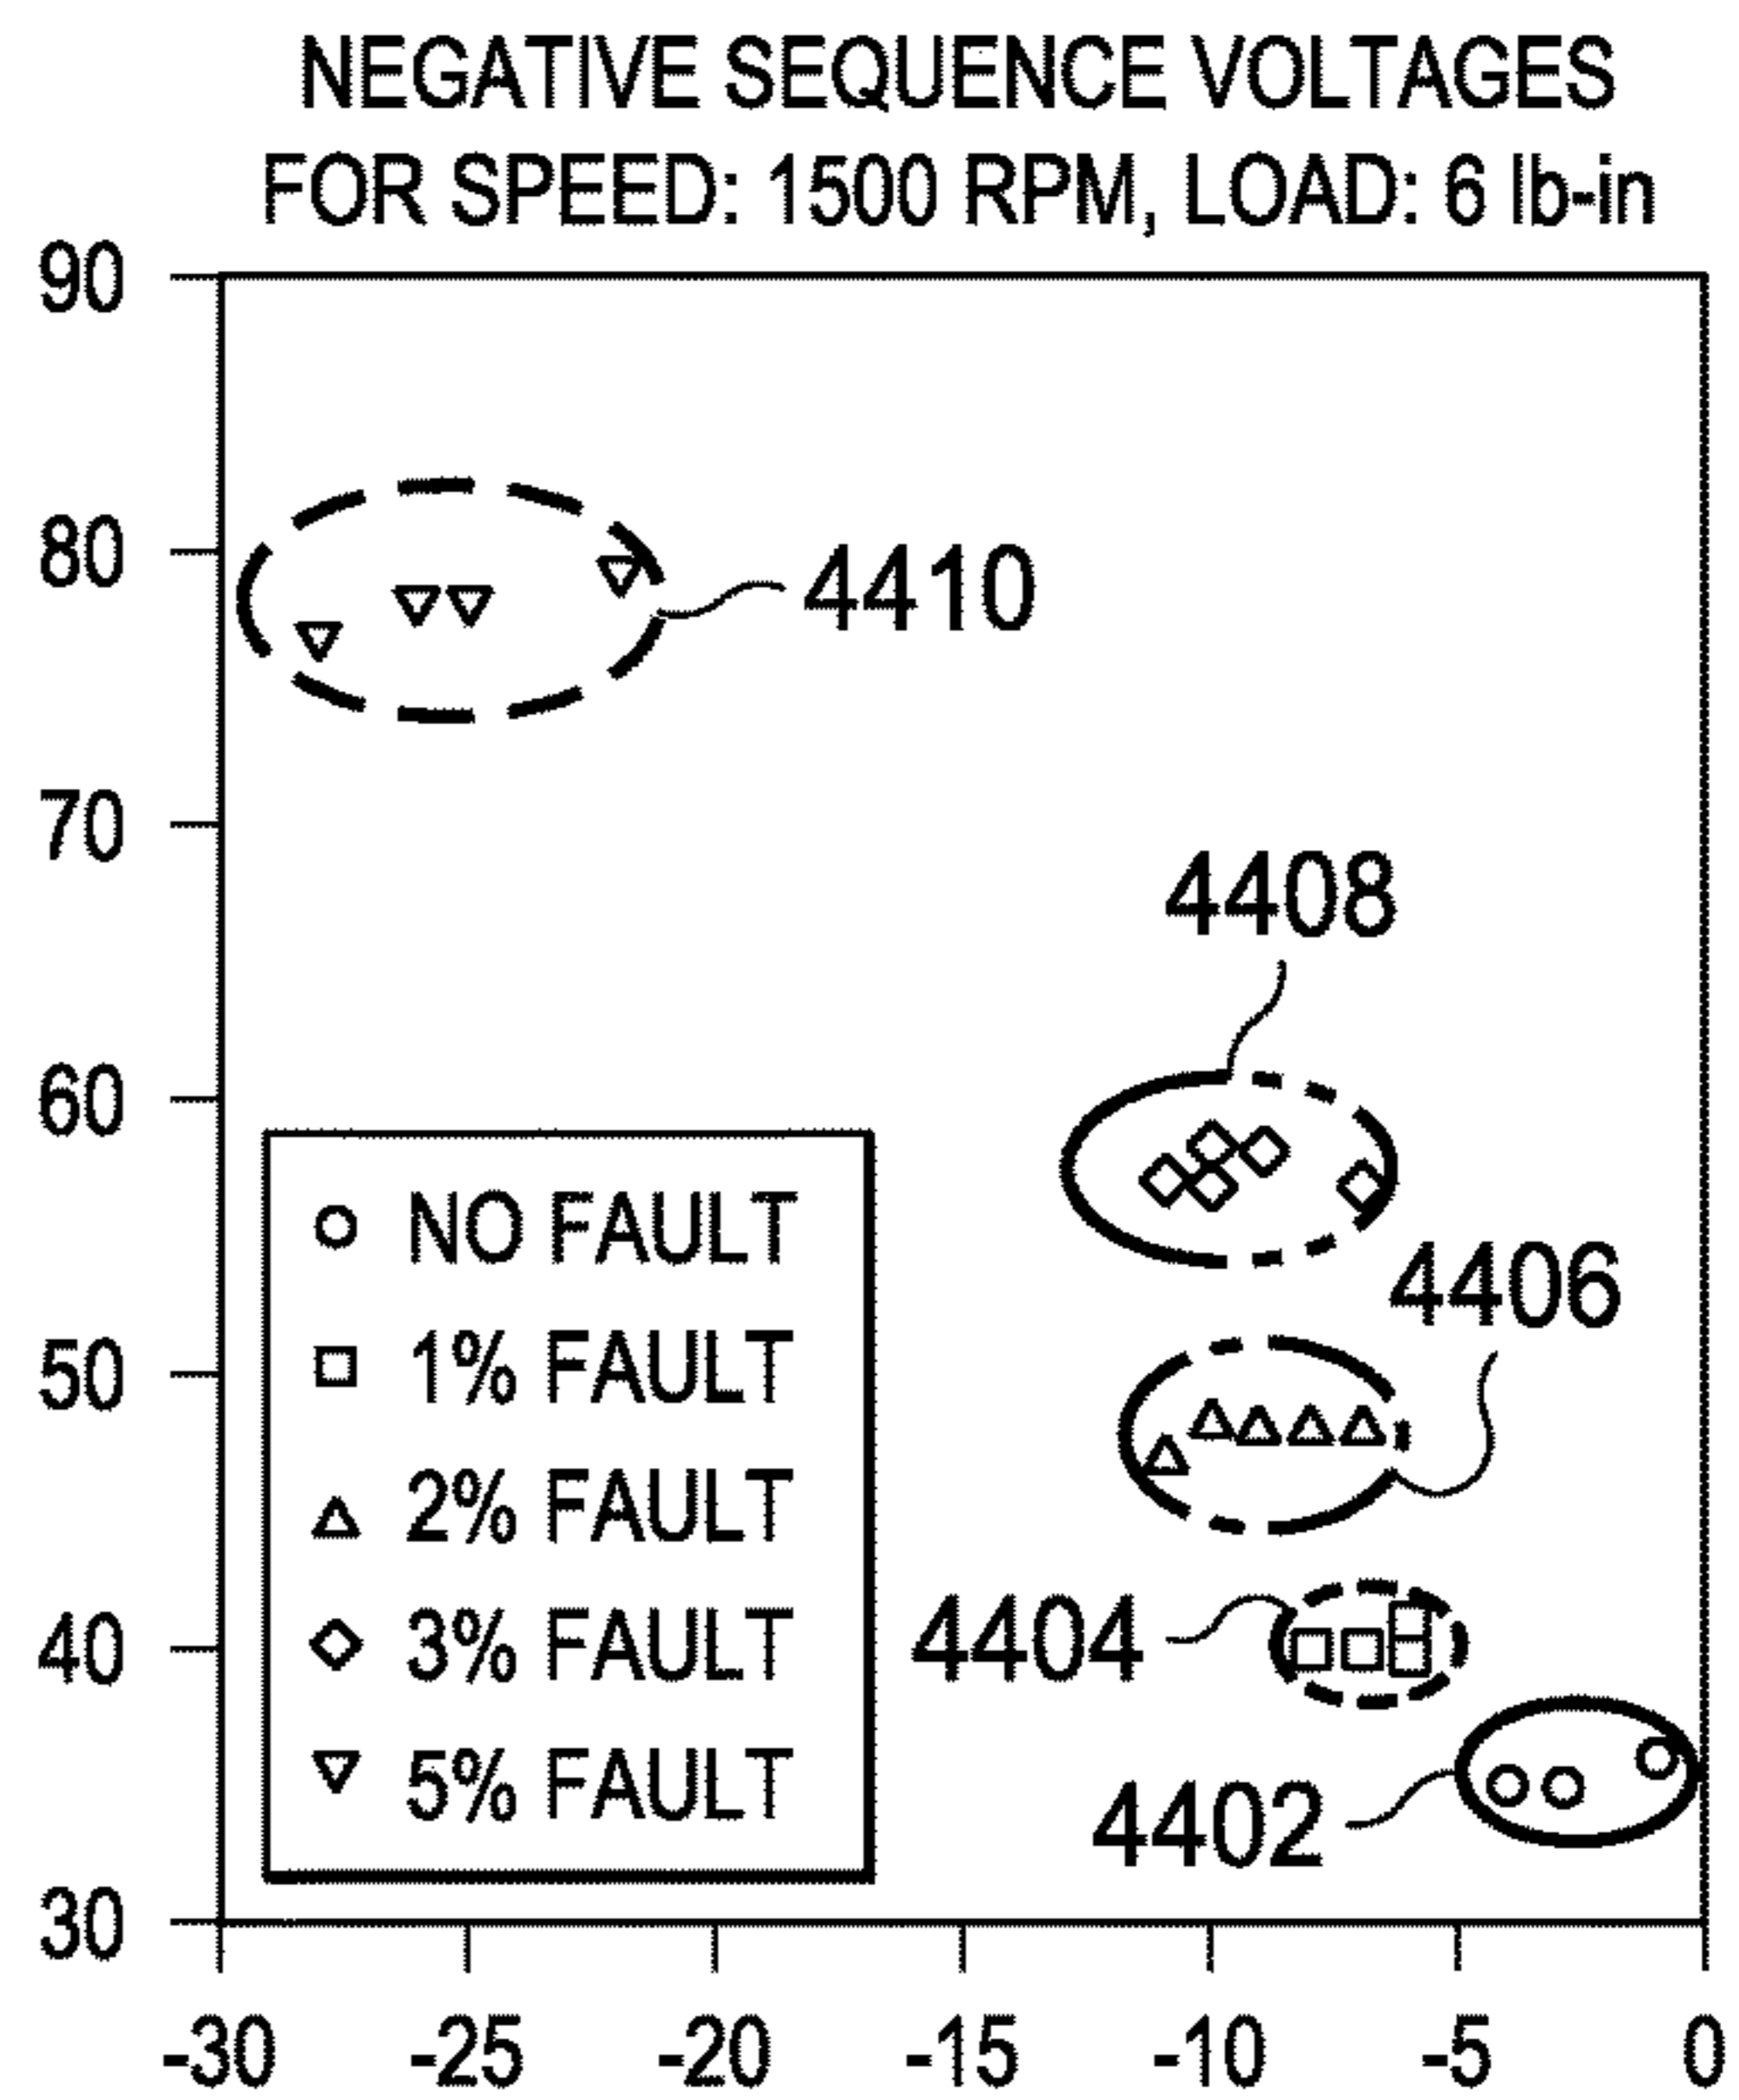 NEGATIVE SEQUENCE VOLTAGES
FOR SPEED: 1500 RPM, LOAD: 6 lb-in
90
80
4410
70
4408
60
NO FAULT
4406
50
1% FAULT
2% FAULT
40
3% FAULT
4404
5% FAULT
4402
30
-30 -25 -20 -15 -10 -5 0